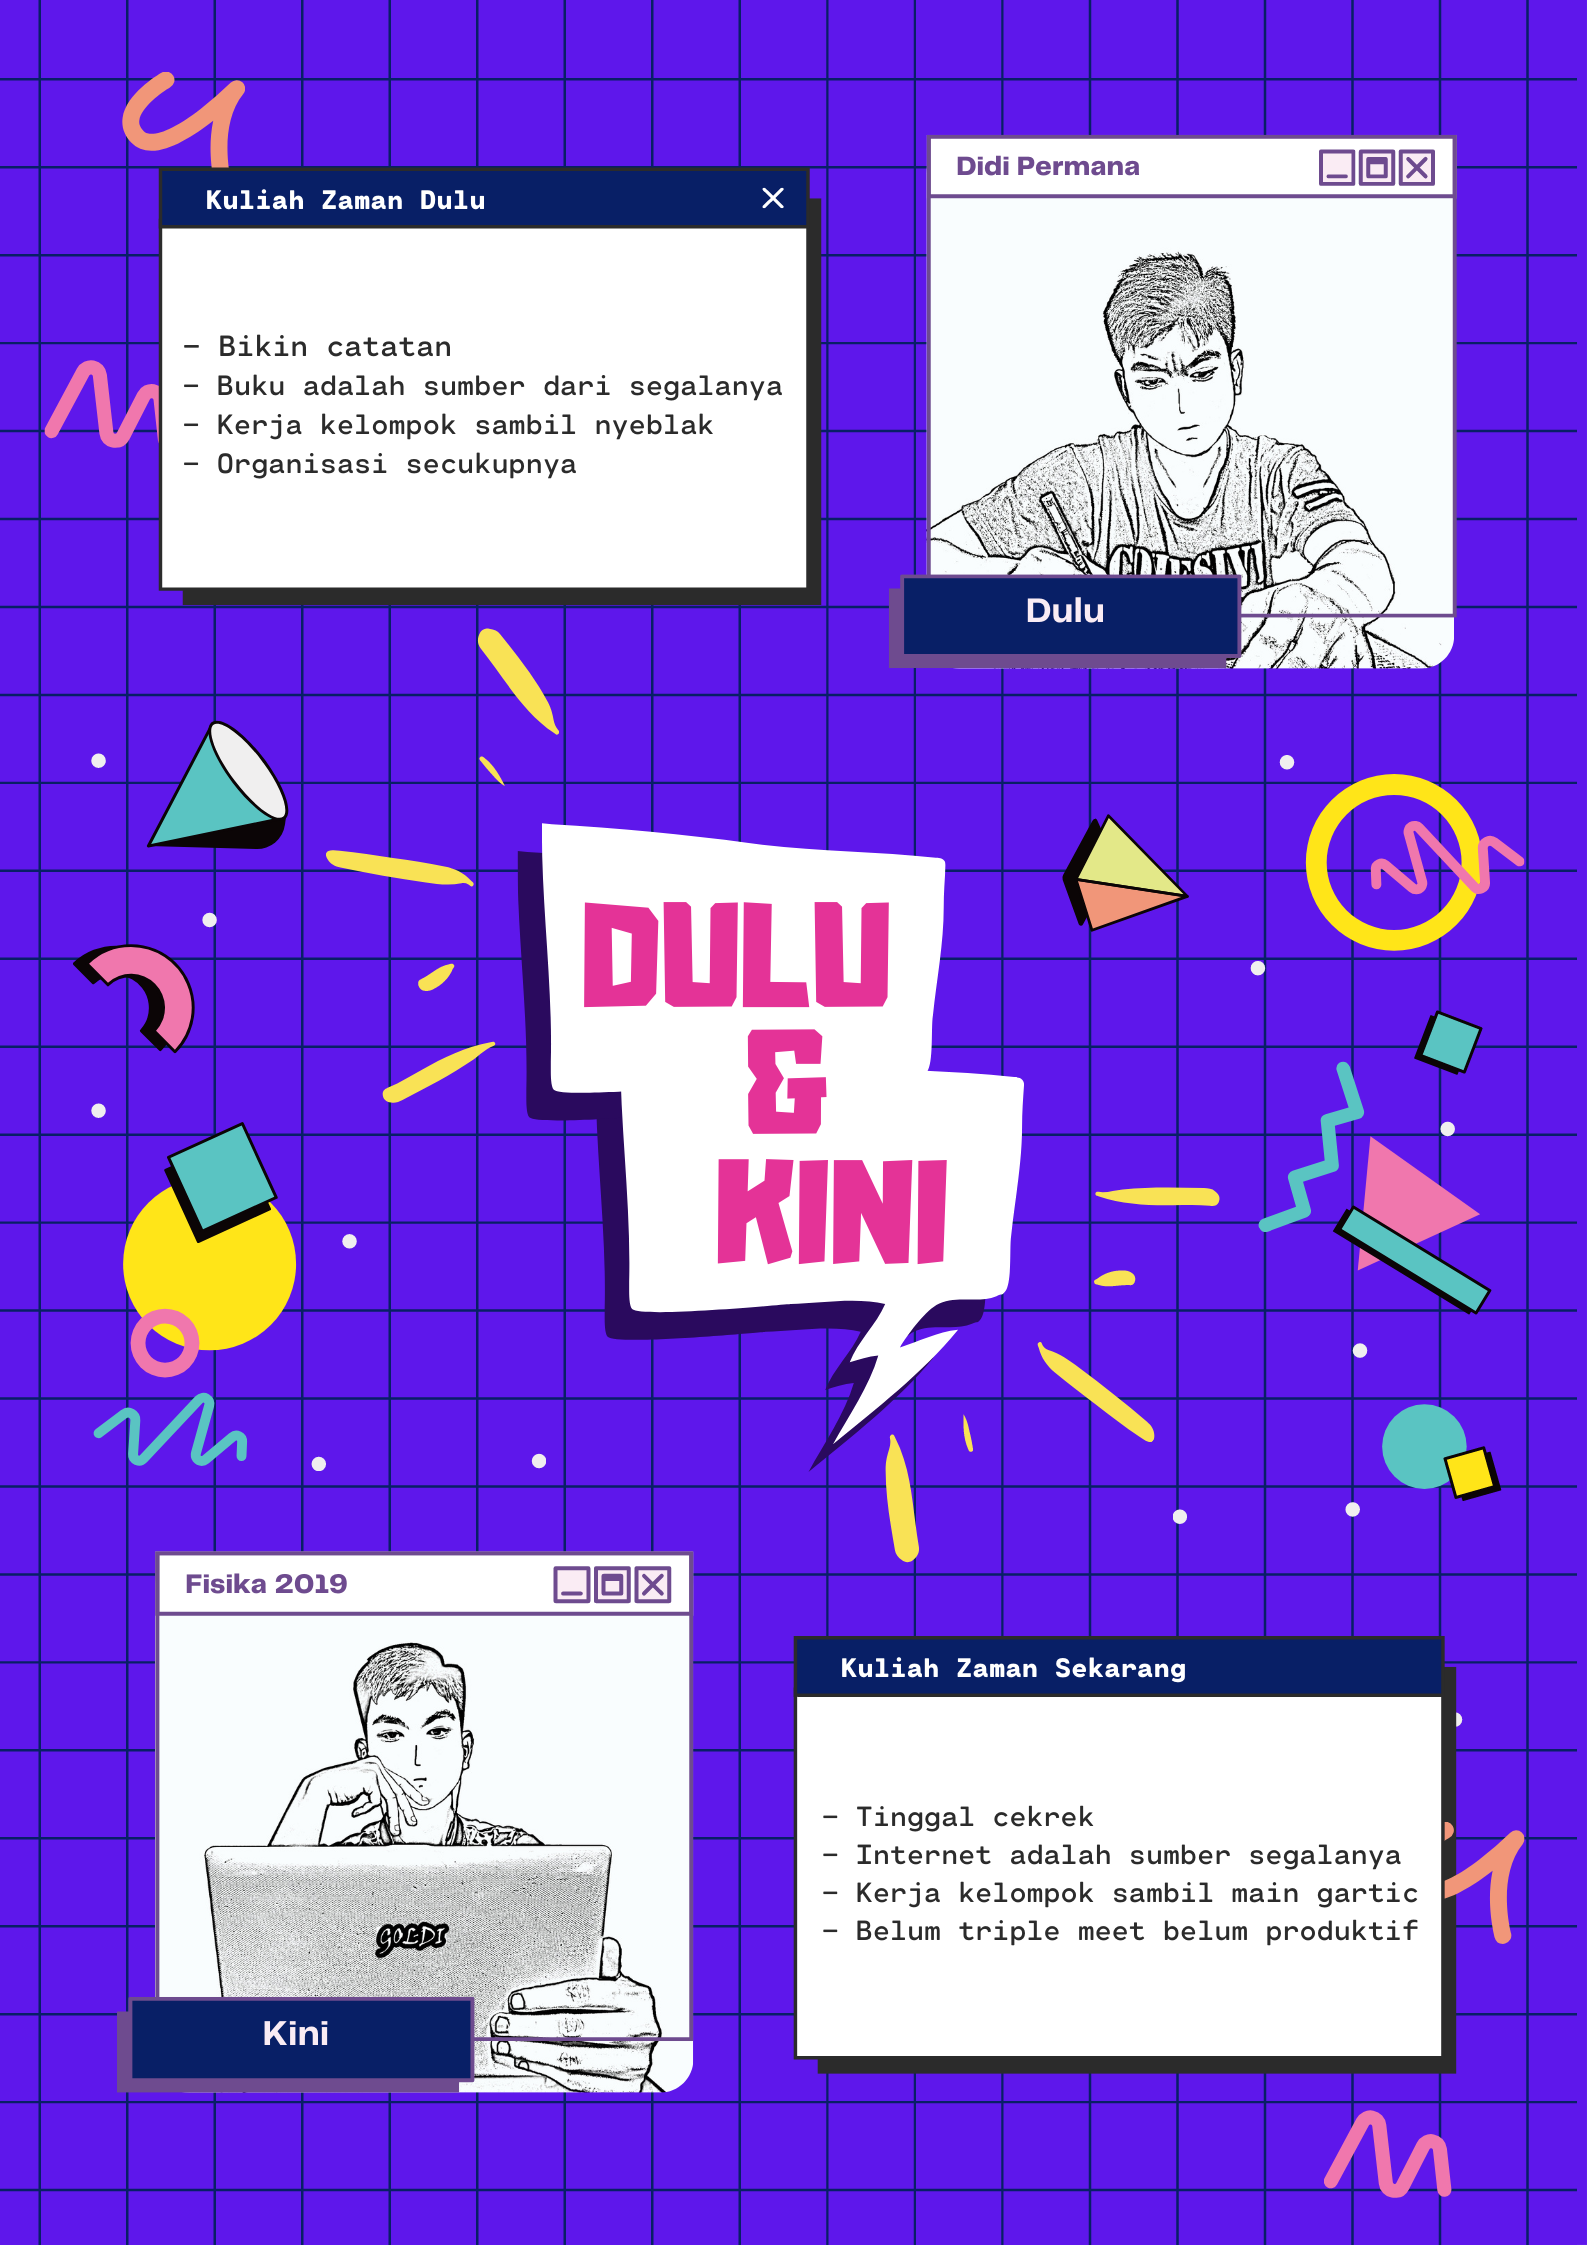 Kuliah Zaman Dulu
- Bikin catatan
- Buku adalah sumber dari segalanya
- Kerja kelompok sambil nyeblak
- Organisasi secukupnya
Didi Permana
Dulu
DULU
&
KINI
Fisika 2019
GOLDI
Kini
Kuliah Zaman Sekarang
- Tinggal cekrek
- Internet adalah sumber segalanya
- Kerja kelompok sambil main gartic
- Belum triple meet belum produktif